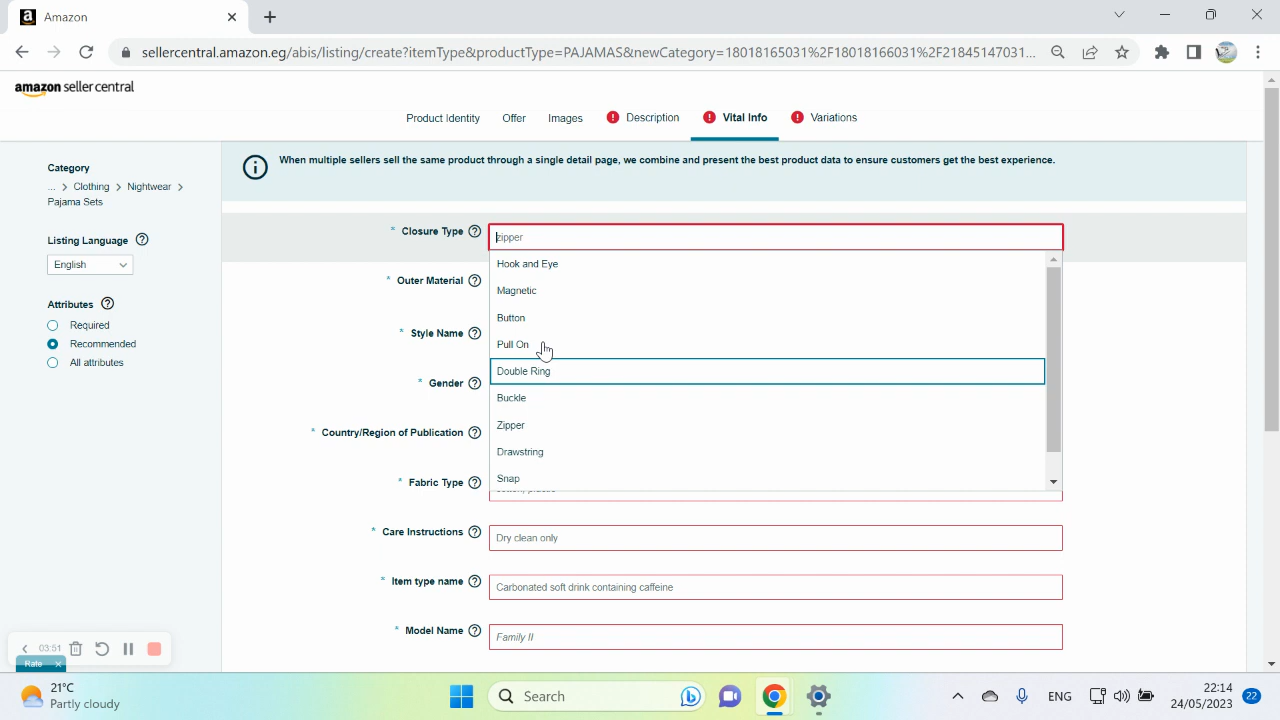 Amazon
sellercentral.amazon.eg/abis/listing/create?itemType&productType=PAJAMAS&newCategory=18018165031%2F18018166031%2F21845147031...
amazon seller central
Product Identity Offer Images Description Vital Info Variations
Category
... > Clothing > Nightwear >
Pajama Sets
Listing Language
English
Attributes
Required
Recommended
All attributes
When multiple sellers sell the same product through a single detail page, we combine and present the best product data to ensure customers get the best experience.
* Closure Type zipper
Hook and Eye
* Outer Material
Magnetic
Button
* Style Name
Pull On
Double Ring
* Gender
Buckle
Zipper
* Country/Region of Publication
Drawstring
Snap
* Fabric Type
* Care Instructions Dry clean only
* Item type name Carbonated soft drink containing caffeine
* Model Name Family II
03:51
Rate
21°C
Partly cloudy
Search
ENG
22:14
24/05/2023
22